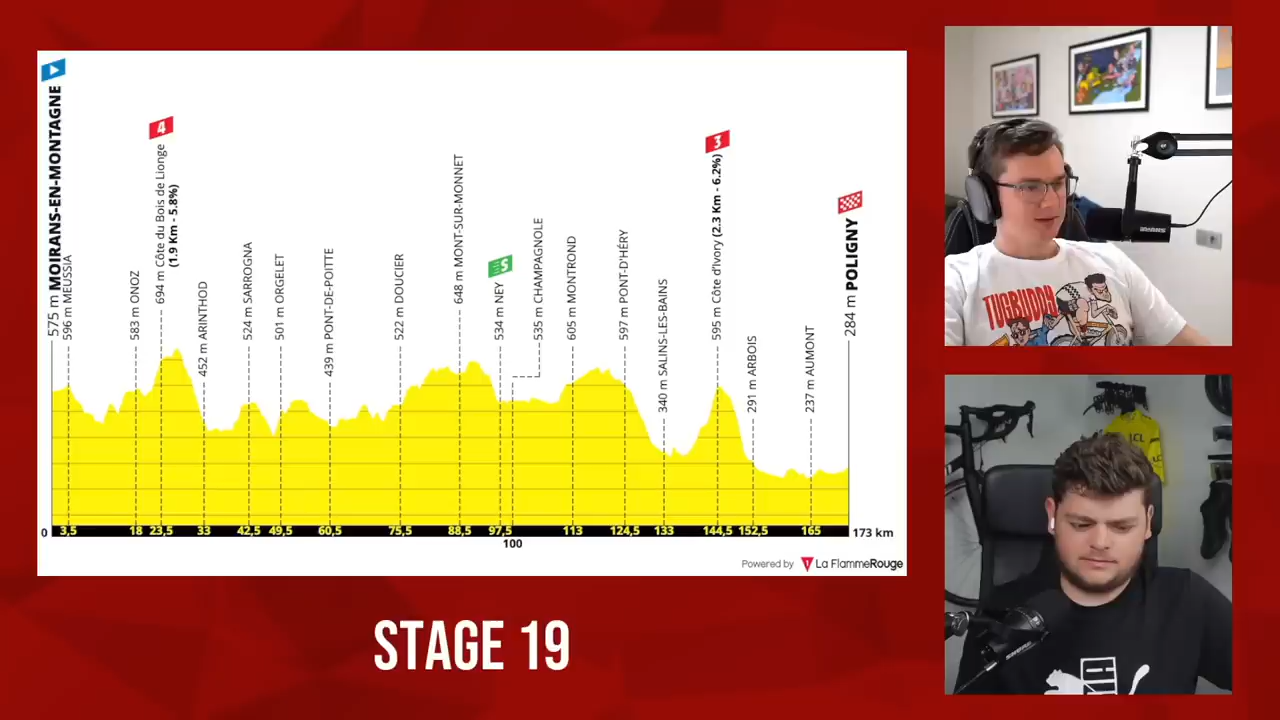 575 m MOIRANS-EN-MONTAGNE
596 m MEUSSIA
583 m ONOZ
4
694 m Côte du Bois de Lionge
(1.9 Km - 5.8%)
452 m ARINTHOD
524 m SARROGNA
501 m ORGELET
439 m PONT-DE-POITTE
522 m DOUCIER
648 m MONT-SUR-MONNET
S
534 m NEY
535 m CHAMPAGNOLE
605 m MONTROND
597 m PONT-D'HÉRY
340 m SALINS-LES-BAINS
3
595 m Côte d'Ivory (2.3 Km - 6.2%)
291 m ARBOIS
237 m AUMONT
284 m POLIGNY
0 3,5 18 23,5 33 42,5 49,5 60,5 75,5 88,5 97,5 113 124,5 133 144,5 152,5 165 173 km
100
Powered by La FlammeRouge
STAGE 19
TUGBUDDY
LCL